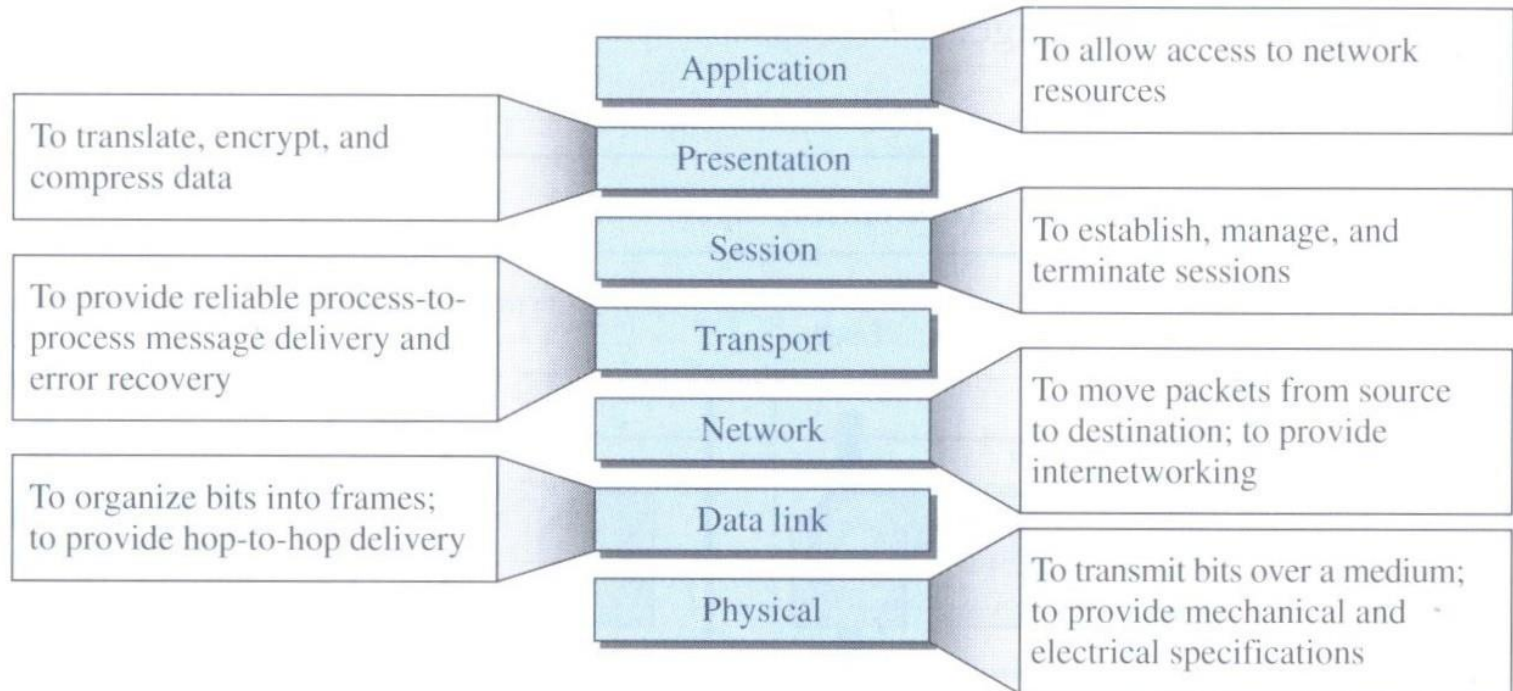 Application
To allow access to network
resources
To translate, encrypt, and
compress data
Presentation
Session
To establish, manage, and
terminate sessions
To provide reliable process-to-
process message delivery and
error recovery
Transport
Network
To move packets from source
to destination; to provide
internetworking
To organize bits into frames;
to provide hop-to-hop delivery
Data link
Physical
To transmit bits over a medium;
to provide mechanical and
electrical specifications